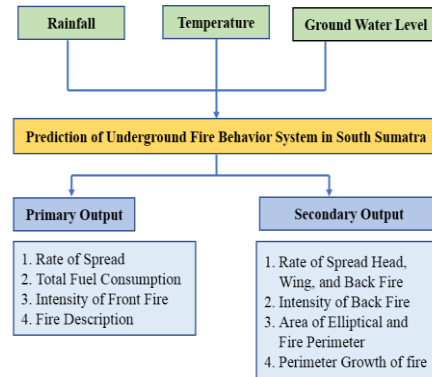 Rainfall
Temperature
Ground Water Level
Prediction of Underground Fire Behavior System in South Sumatra
Primary Output
1. Rate of Spread
2. Total Fuel Consumption
3. Intensity of Front Fire
4. Fire Description
Secondary Output
1. Rate of Spread Head,
Wing, and Back Fire
2. Intensity of Back Fire
3. Area of Elliptical and
Fire Perimeter
4. Perimeter Growth of fire